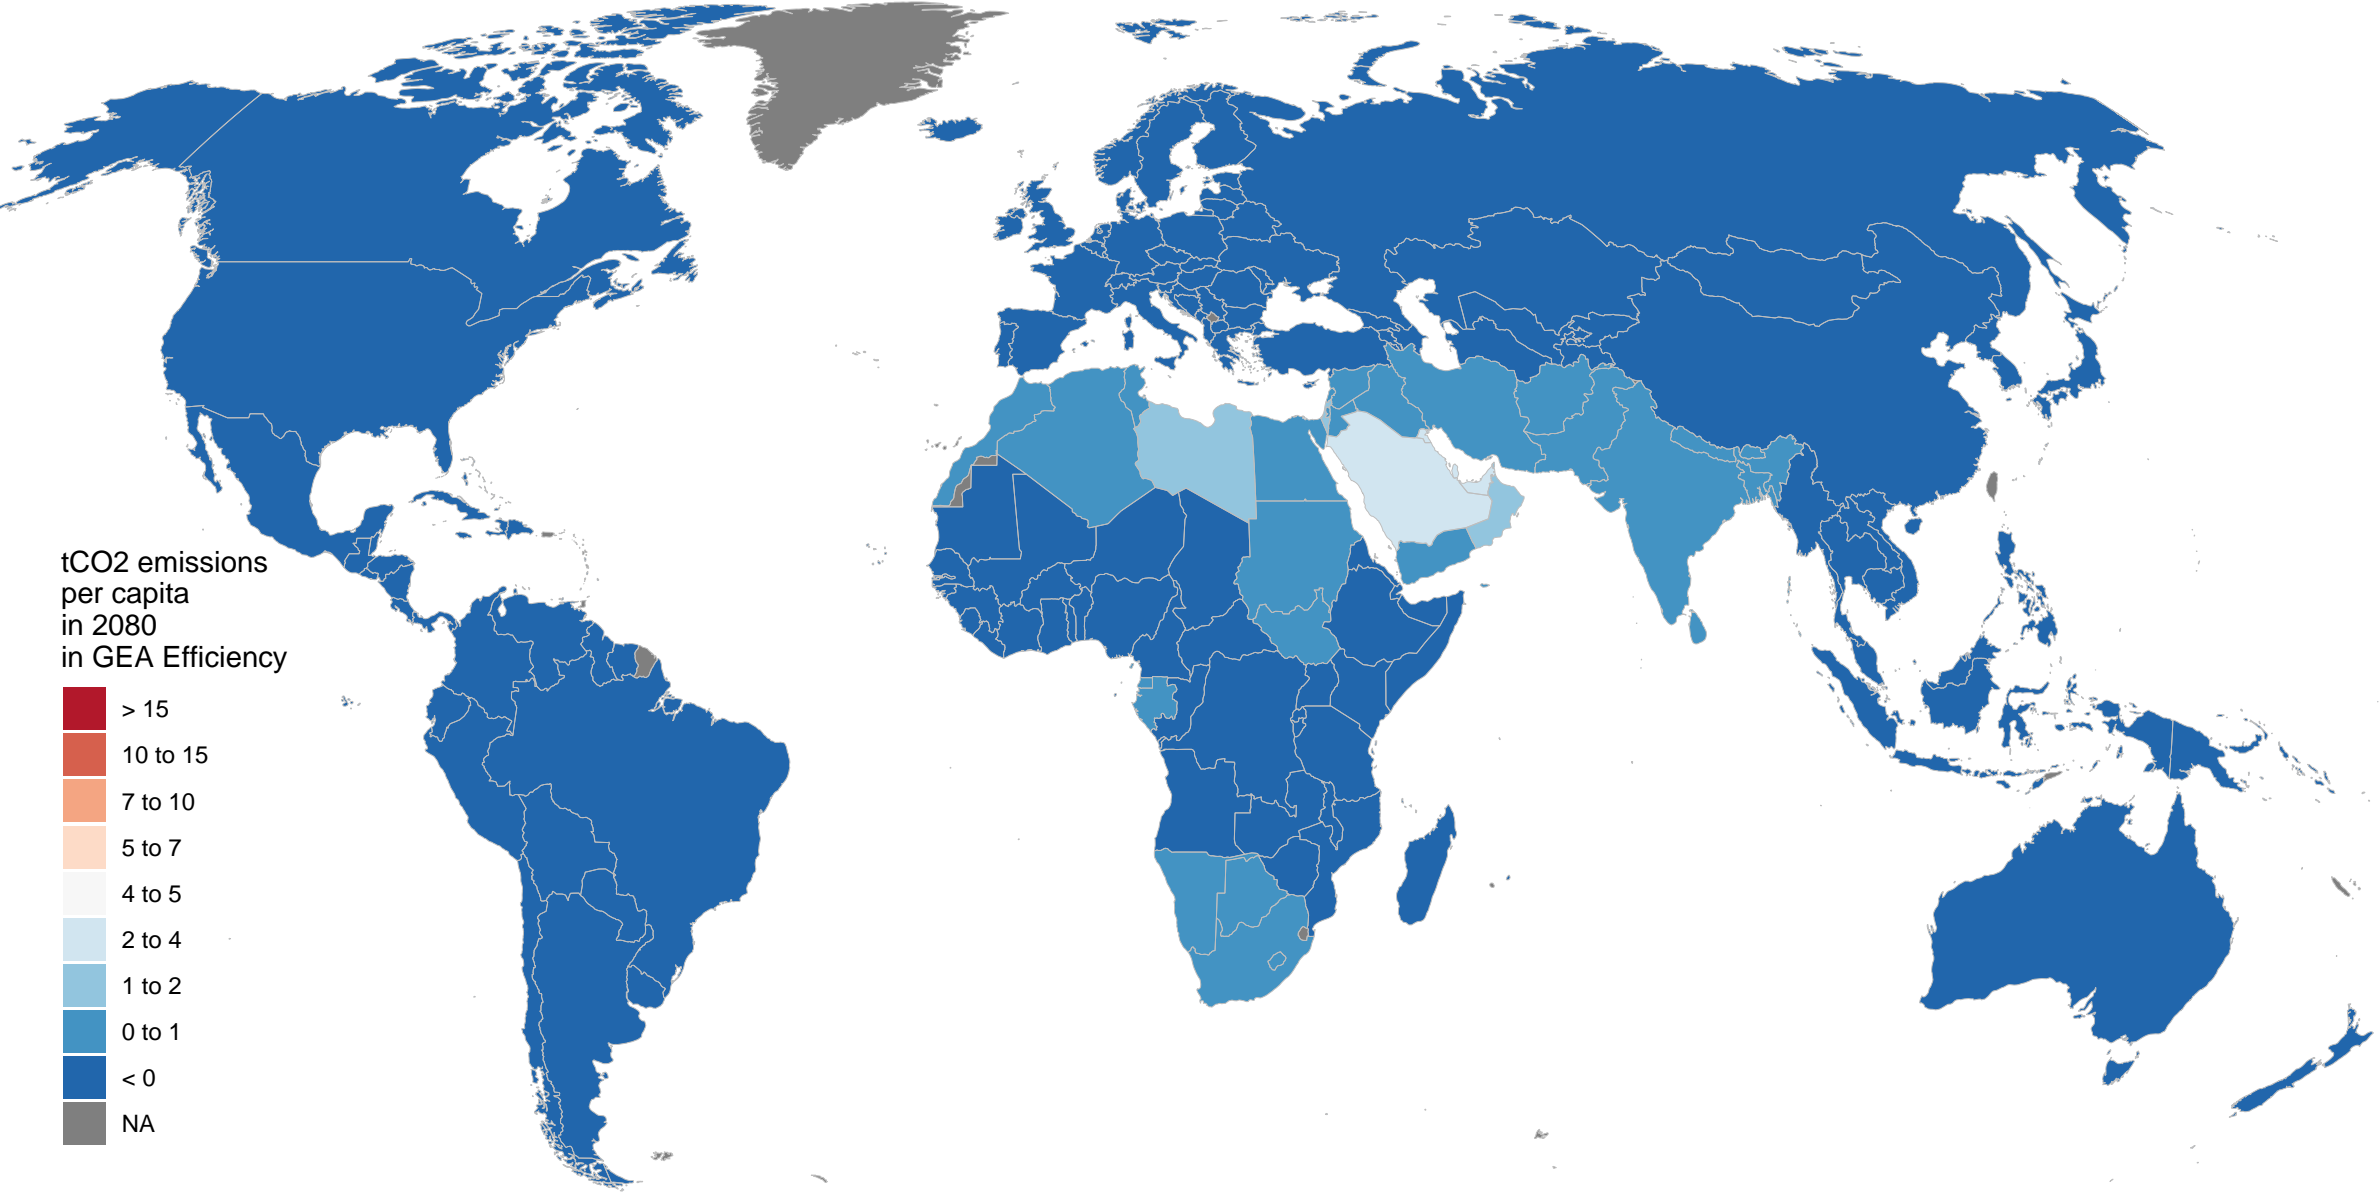 tCO2 emissions
per capita
in 2080
in GEA Efficiency
> 15
10 to 15
7 to 10
5 to 7
4 to 5
2 to 4
1 to 2
0 to 1
< 0
NA